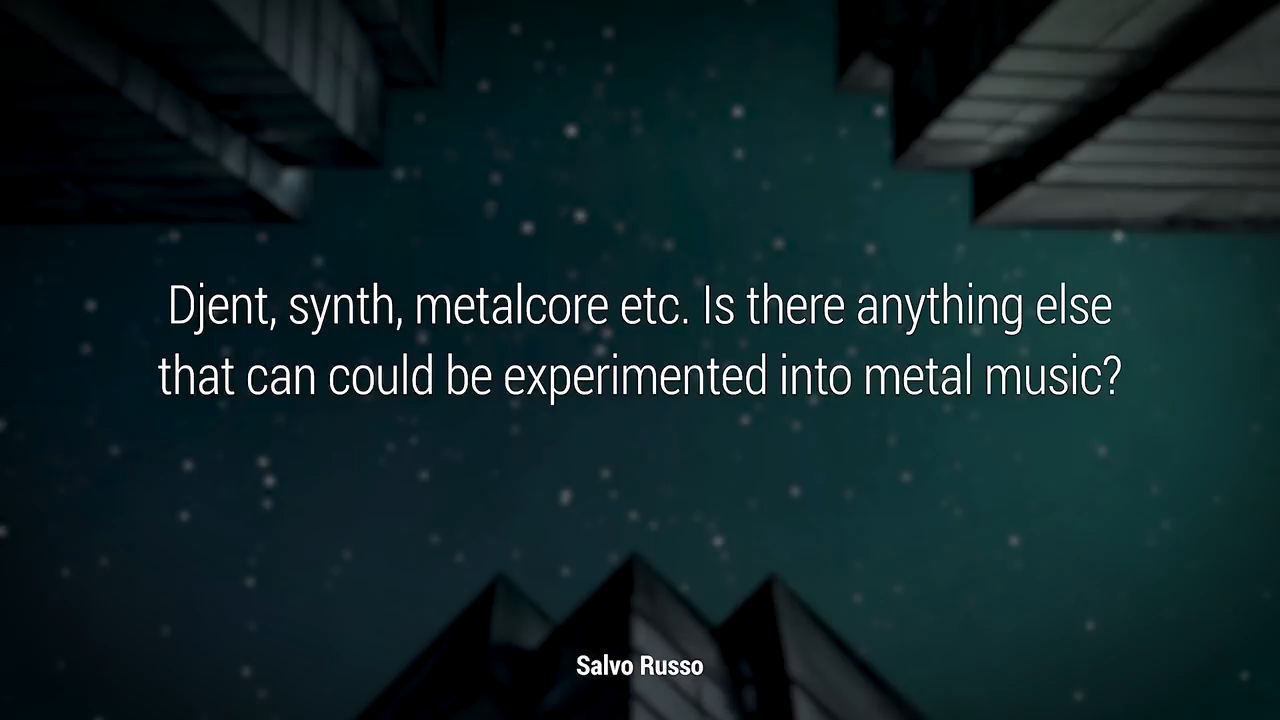 Djent, synth, metalcore etc. Is there anything else
that can could be experimented into metal music?
Salvo Russo